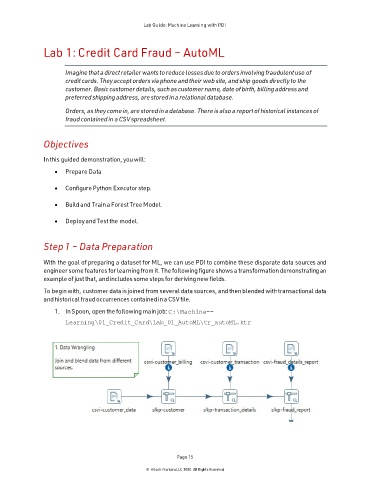 Lab Guide: Machine Learning with PDI
Lab 1: Credit Card Fraud – AutoML
Imagine that a direct retailer wants to reduce losses due to orders involving fraudulent use of
credit cards. They accept orders via phone and their web site, and ship goods directly to the
customer. Basic customer details, such as customer name, date of birth, billing address and
preferred shipping address, are stored in a relational database.
Orders, as they come in, are stored in a database. There is also a report of historical instances of
fraud contained in a CSV spreadsheet.
Objectives
In this guided demonstration, you will:
• Prepare Data
• Configure Python Executor step.
• Build and Train a Forest Tree Model.
• Deploy and Test the model.
Step 1 – Data Preparation
With the goal of preparing a dataset for ML, we can use PDI to combine these disparate data sources and
engineer some features for learning from it. The following figure shows a transformation demonstrating an
example of just that, and includes some steps for deriving new fields.
To begin with, customer data is joined from several data sources, and then blended with transactional data
and historical fraud occurrences contained in a CSV file.
1. In Spoon, open the following main job: C:\Machine--
Learning\01_Credit_Card\Lab_01_AutoML\tr_autoML.ktr
1. Data Wrangling
Join and blend data from different
sources.
csvi-customer_billing csvi-customer_transaction csvi-fraud_details_report
csvi-customer_data slkp-customer slkp-transaction_details slkp-fraud_report
Page 15
© Hitachi Vantara LLC 2020. All Rights Reserved